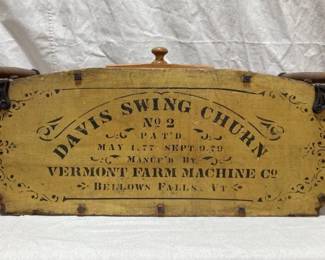 DAVIS SWING CHURN
No 2
PAT'D
MAY 1.77 SEPT 9.79
MANUF'D BY
VERMONT FARM MACHINE Co
BELLOWS FALLS, VT